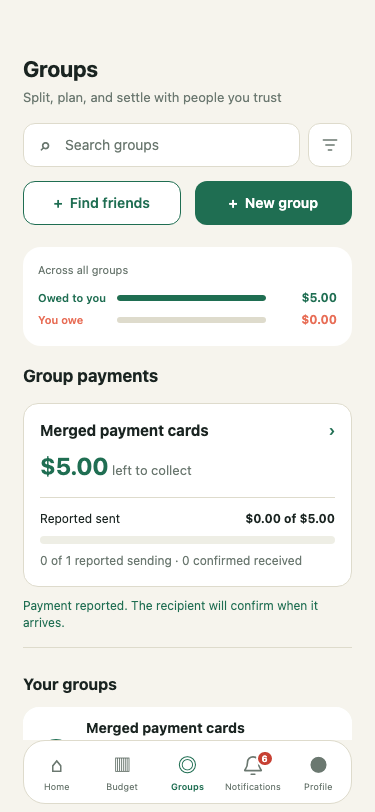 Groups
Split, plan, and settle with people you trust
Search groups
+ Find friends
+ New group
Across all groups
Owed to you $5.00
You owe $0.00
Group payments
Merged payment cards ›
$5.00 left to collect
Reported sent $0.00 of $5.00
0 of 1 reported sending · 0 confirmed received
Payment reported. The recipient will confirm when it
arrives.
Your groups
Merged payment cards
6
Home Budget Groups Notifications Profile